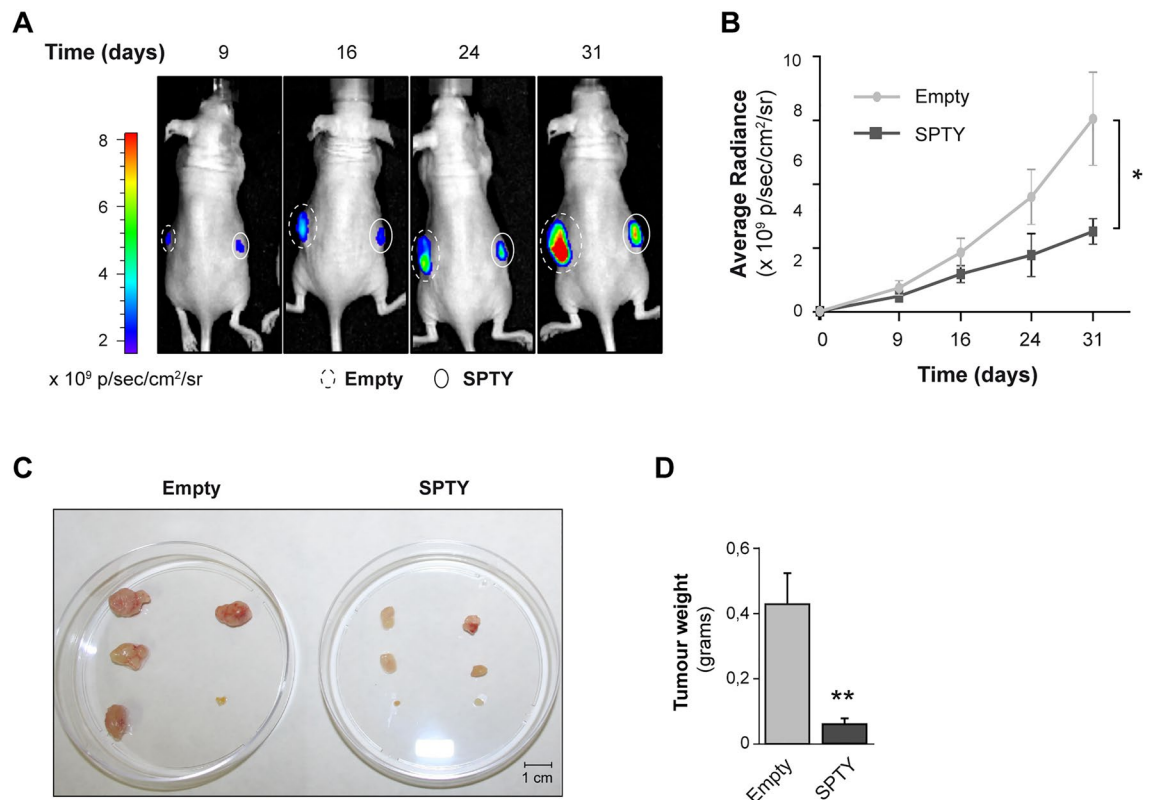 A
Time (days) 9 16 24 31
8
6
4
2
x 10⁹ p/sec/cm²/sr
Empty SPTY
B
Average Radiance
(x 10⁹ p/sec/cm²/sr)
10
8
6
4
2
0
Empty
SPTY
*
0 9 16 24 31
Time (days)
C
Empty SPTY
1 cm
D
Tumour weight
(grams)
0,6
0,4
0,2
0
**
Empty SPTY